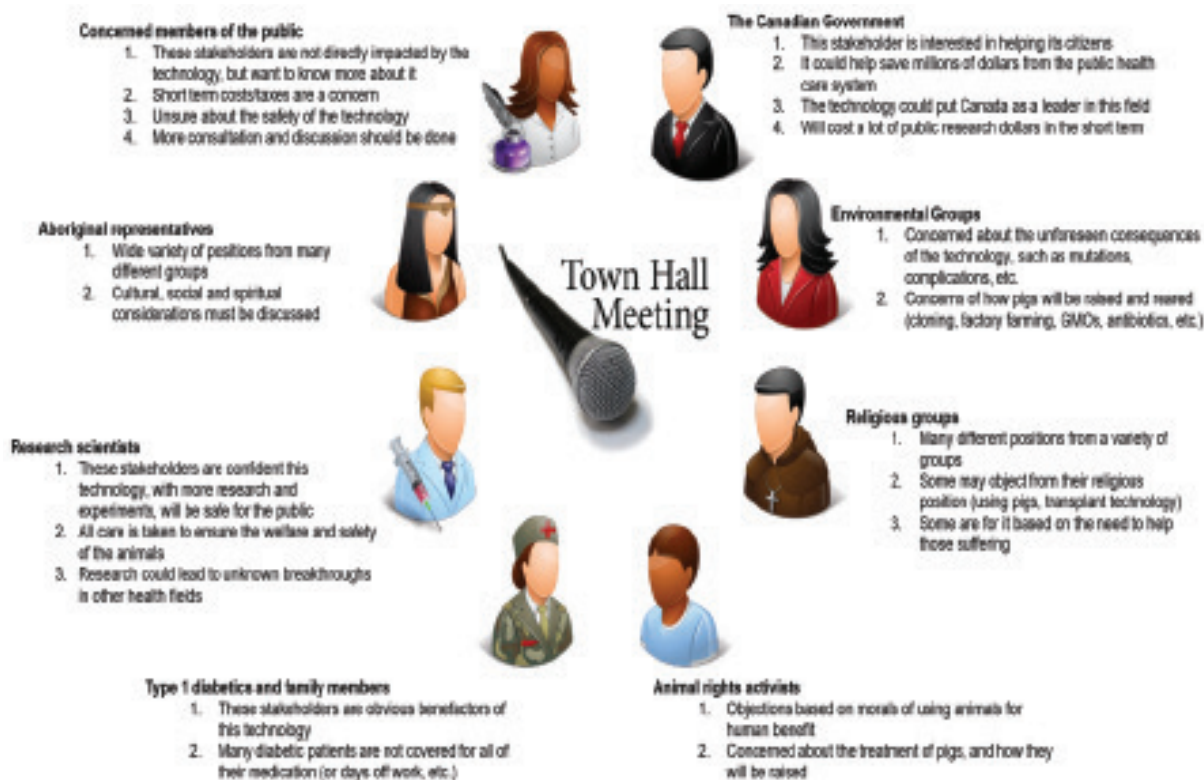 Concerned members of the public
1. These stakeholders are not directly impacted by the
technology, but want to know more about it
2. Short term costs/taxes are a concern
3. Unsure about the safety of the technology
4. More consultation and discussion should be done
The Canadian Government
1. This stakeholder is interested in helping its citizens
2. It could help save millions of dollars from the public health
care system
3. The technology could put Canada as a leader in this field
4. Will cost a lot of public research dollars in the short term
Aboriginal representatives
1. Wide variety of positions from many
different groups
2. Cultural, social and spiritual
considerations must be discussed
Town Hall
Meeting
Environmental Groups
1. Concerned about the unforeseen consequences
of the technology, such as mutations,
complications, etc.
2. Concerns of how pigs will be raised and reared
(cloning, factory farming, GMOs, antibiotics, etc.)
Research scientists
1. These stakeholders are confident this
technology, with more research and
experiments, will be safe for the public
2. All care is taken to ensure the welfare and safety
of the animals
3. Research could lead to unknown breakthroughs
in other health fields
Religious groups
1. Many different positions from a variety of
groups
2. Some may object from their religious
position (using pigs, transplant technology)
3. Some are for it based on the need to help
those suffering
Type 1 diabetics and family members
1. These stakeholders are obvious benefactors of
this technology
2. Many diabetic patients are not covered for all of
their medication (or days off work, etc.)
Animal rights activists
1. Objections based on morals of using animals for
human benefit
2. Concerned about the treatment of pigs, and how they
will be raised